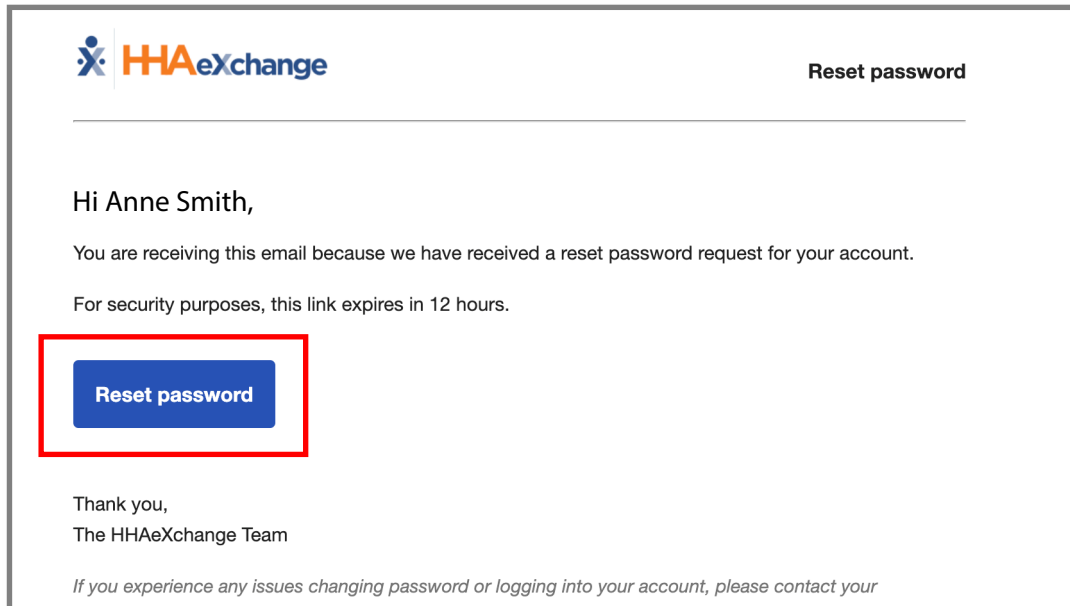 HHAeXchange
Reset password
Hi Anne Smith,
You are receiving this email because we have received a reset password request for your account.
For security purposes, this link expires in 12 hours.
Reset password
Thank you,
The HHAeXchange Team
If you experience any issues changing password or logging into your account, please contact your